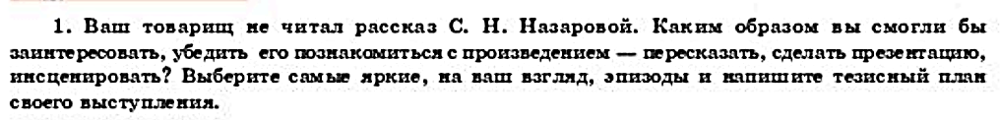 1. Ваш товарищ не читал рассказ С. Н. Назаровой. Каким образом вы смогли бы
заинтересовать, убедить его познакомиться с произведением — пересказать, сделать презентацию,
инсценировать? Выберите самые яркие, на ваш взгляд, эпизоды и напишите тезисный план
своего выступления.